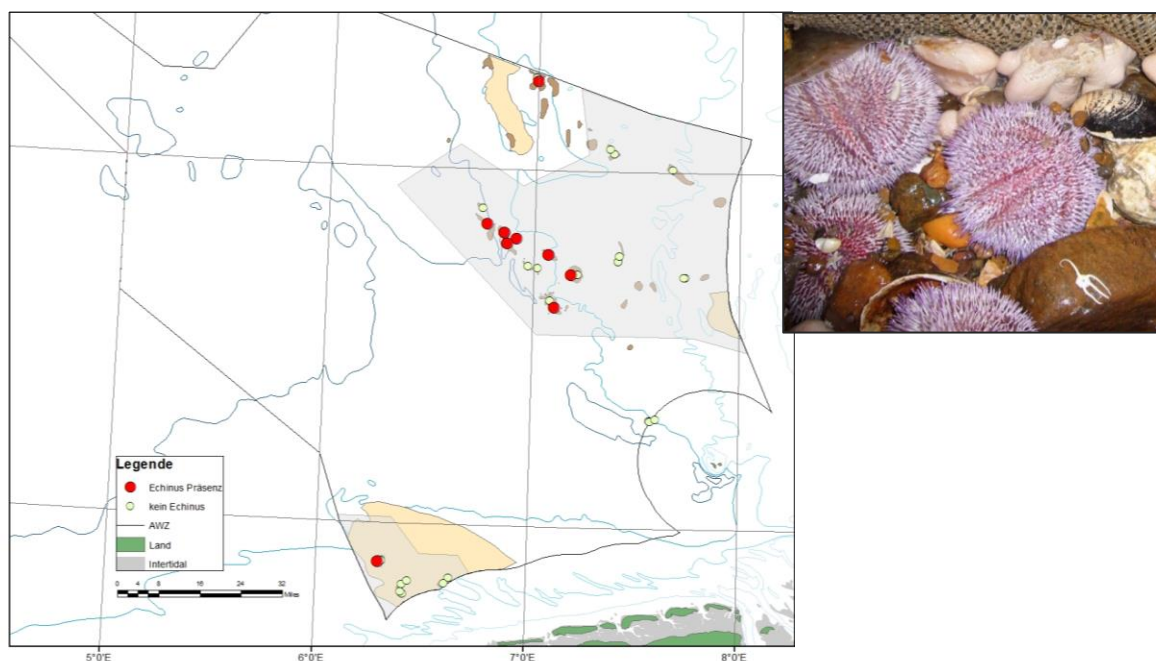 Legende
Echinus Präsenz
kein Echinus
AWZ
Land
Intertidal
0 4 8 16 24 32
Miles
5°0'E 6°0'E 7°0'E 8°0'E